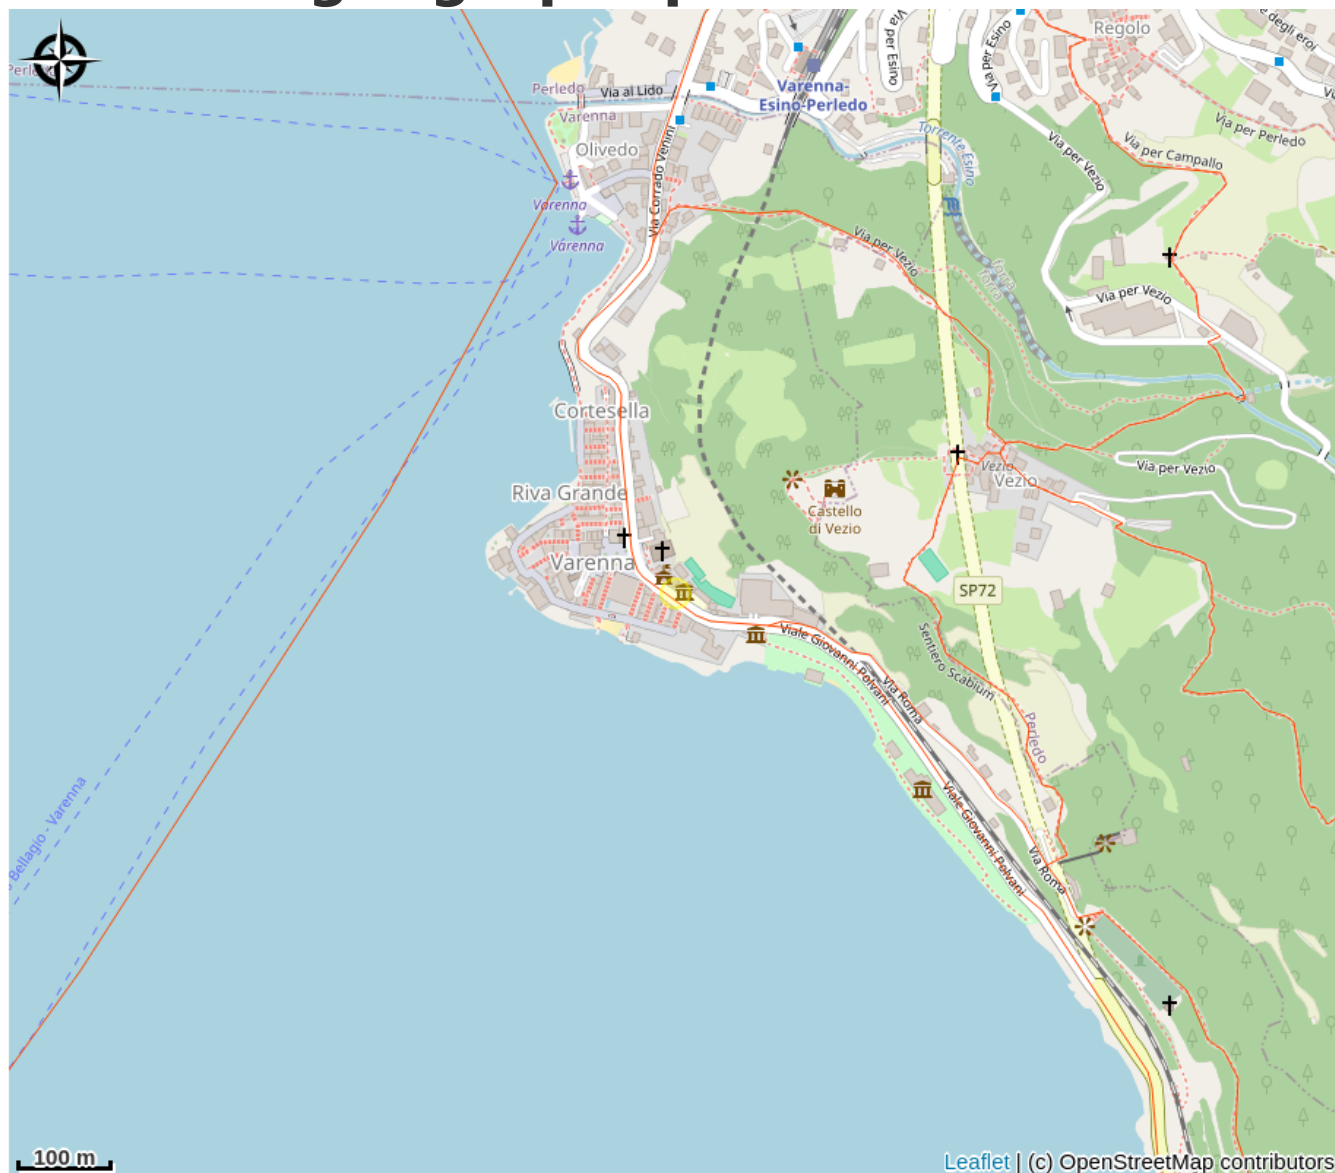 Regolo
Via per Esino
Via per Esino
Perledo
Via al Lido
Varenna-
Esino-Perledo
Varenna
Via per Perledo
Torrente Esino
Olivedo
Via Corrado Venini
Via per Vezio
Via per Campallo
Varenna
Varenna
Via per Vezio
forra
forra
Via per Vezio
Cortesella
Vezio
Via per Vezio
Vezio
Riva Grande
Castello
di Vezio
Varenna
SP72
Viale Giovanni Polvani
Sentiero Scabium
Via Roma
Perledo
Bellagio - Varenna
Viale Giovanni Polvani
Via Roma
100 m
Leaflet | (c) OpenStreetMap contributors